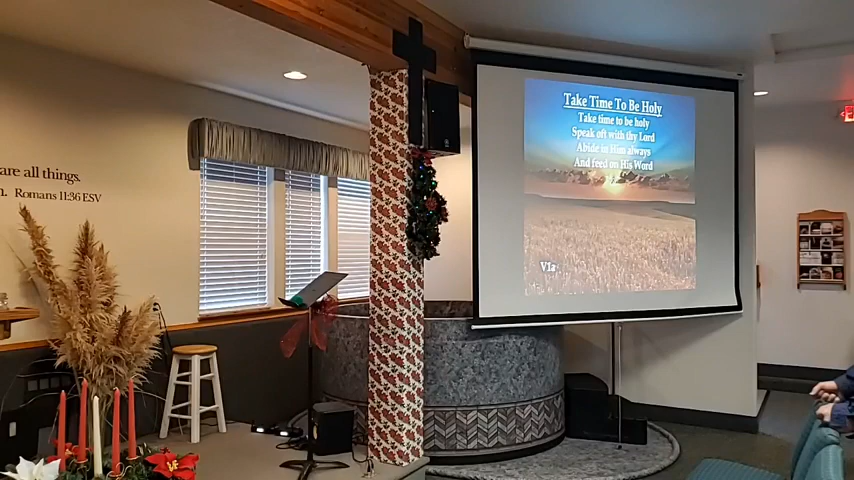 are all things.
n. Romans 11:36 ESV
Take Time To Be Holy
Take time to be holy
Speak oft with thy Lord
Abide in Him always
And feed on His Word
V1a